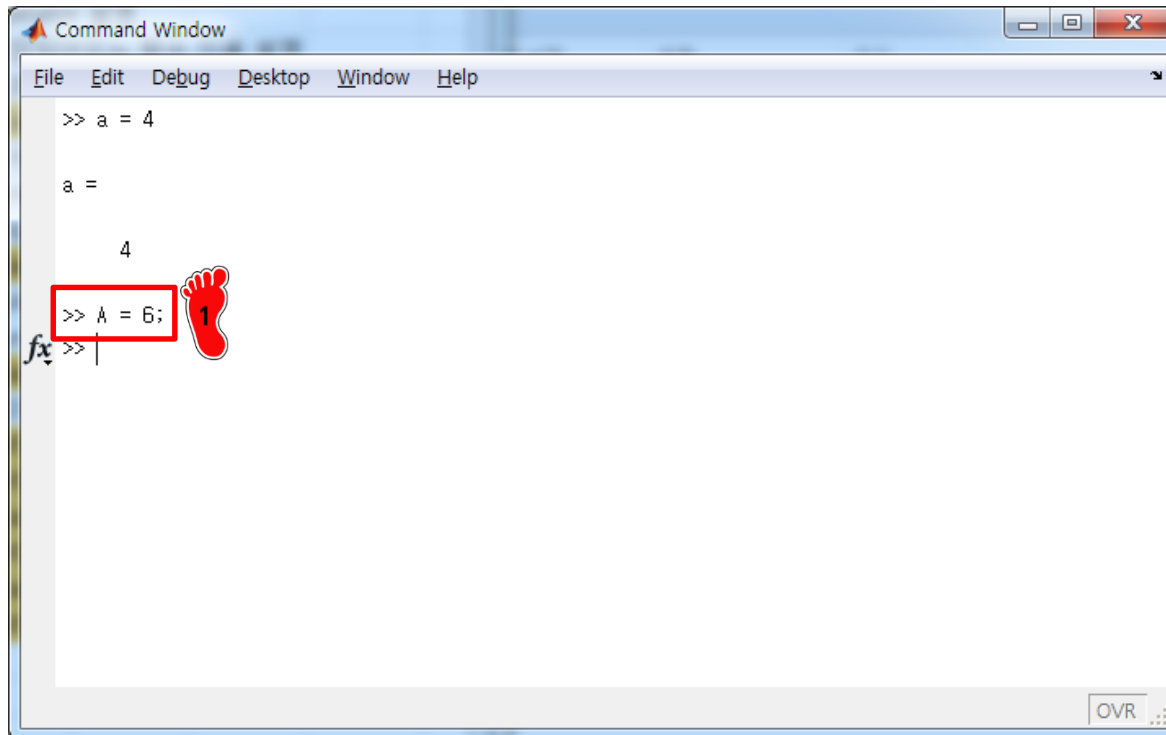 Command Window
File Edit Debug Desktop Window Help
>> a = 4
a =
4
>> A = 6;
1
fx >>
OVR